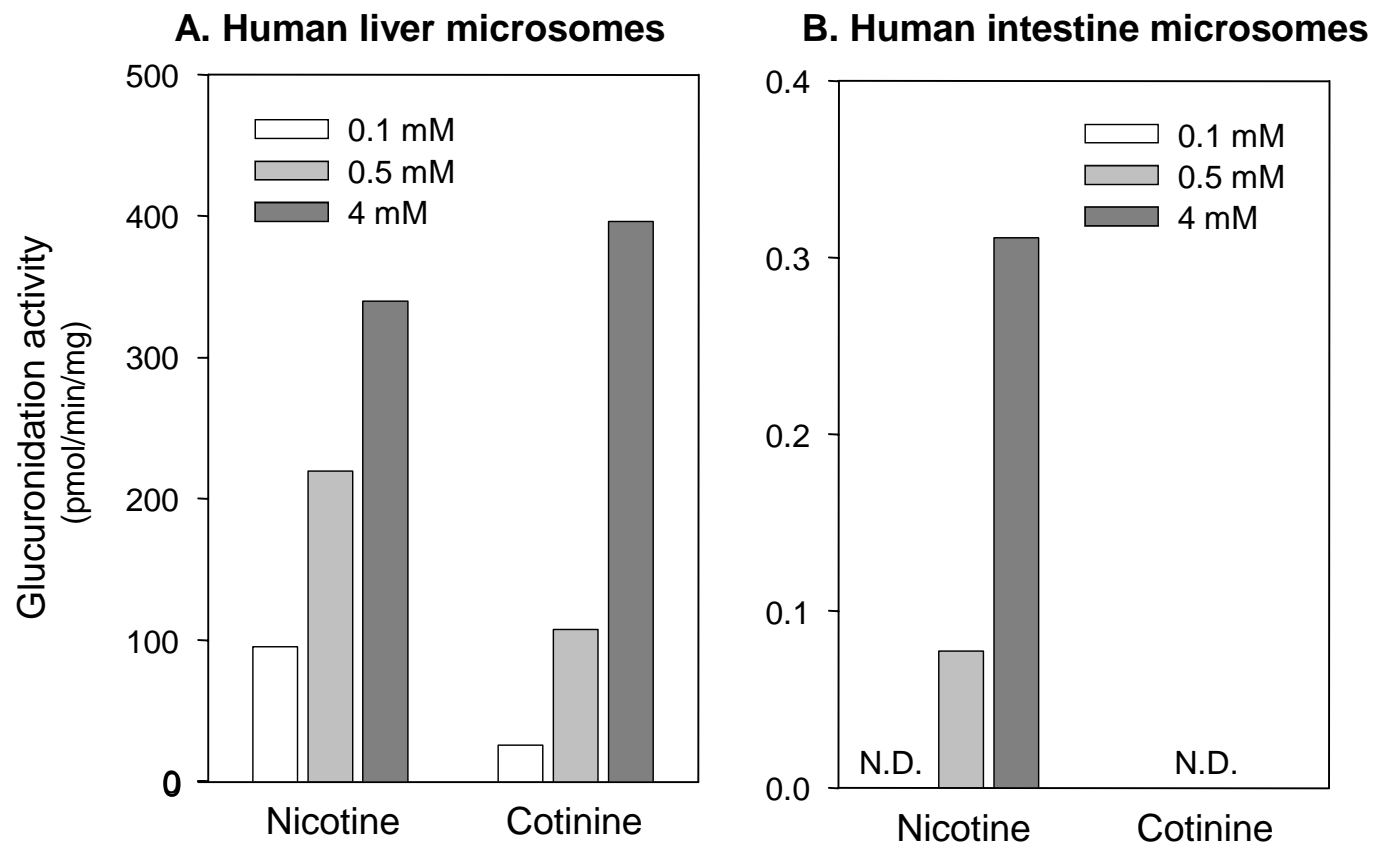 A. Human liver microsomes
500
400
300
200
100
0
0
Glucuronidation activity
(pmol/min/mg)
0.1 mM
0.5 mM
4 mM
Nicotine
Cotinine
B. Human intestine microsomes
0.4
0.3
0.2
0.1
0.0
0.1 mM
0.5 mM
4 mM
N.D.
N.D.
Nicotine
Cotinine